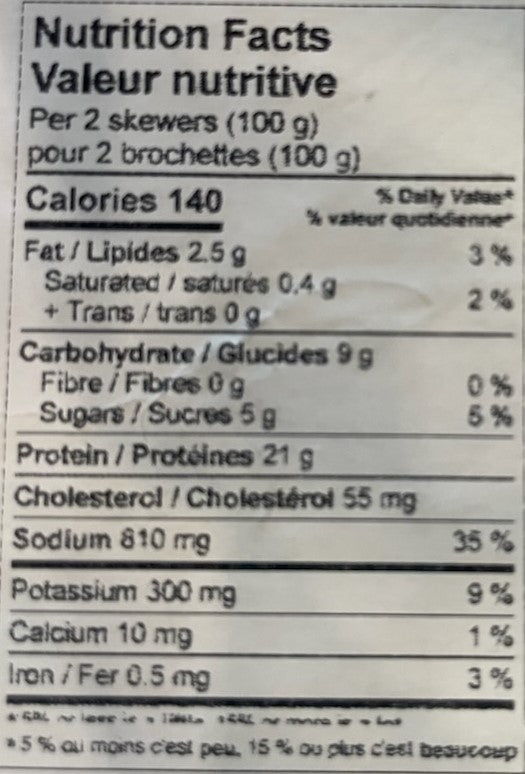 Nutrition Facts
Valeur nutritive
Per 2 skewers (100 g)
pour 2 brochettes (100 g)
Calories 140
% Daily Value*
% valeur quotidienne*
Fat / Lipides 2.5 g 3 %
Saturated / saturés 0.4 g
+ Trans / trans 0 g 2 %
Carbohydrate / Glucides 9 g
Fibre / Fibres 0 g 0 %
Sugars / Sucres 5 g 5 %
Protein / Protéines 21 g
Cholesterol / Cholestérol 55 mg
Sodium 810 mg 35 %
Potassium 300 mg 9 %
Calcium 10 mg 1 %
Iron / Fer 0.5 mg 3 %
*5 % ou moins c'est peu, 15 % ou plus c'est beaucoup